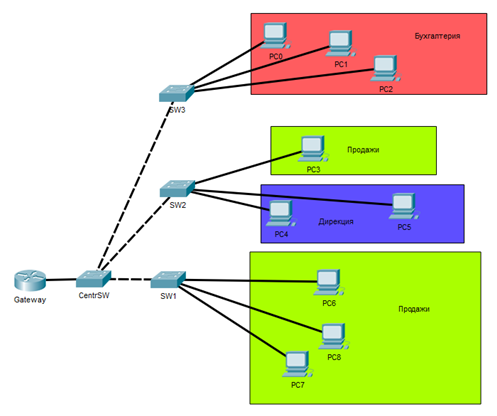 Бухгалтерия
PC0
PC1
PC2
SW3
Продажи
PC3
SW2
Дирекция
PC4
PC5
Gateway
CentrSW
SW1
PC6
Продажи
PC8
PC7